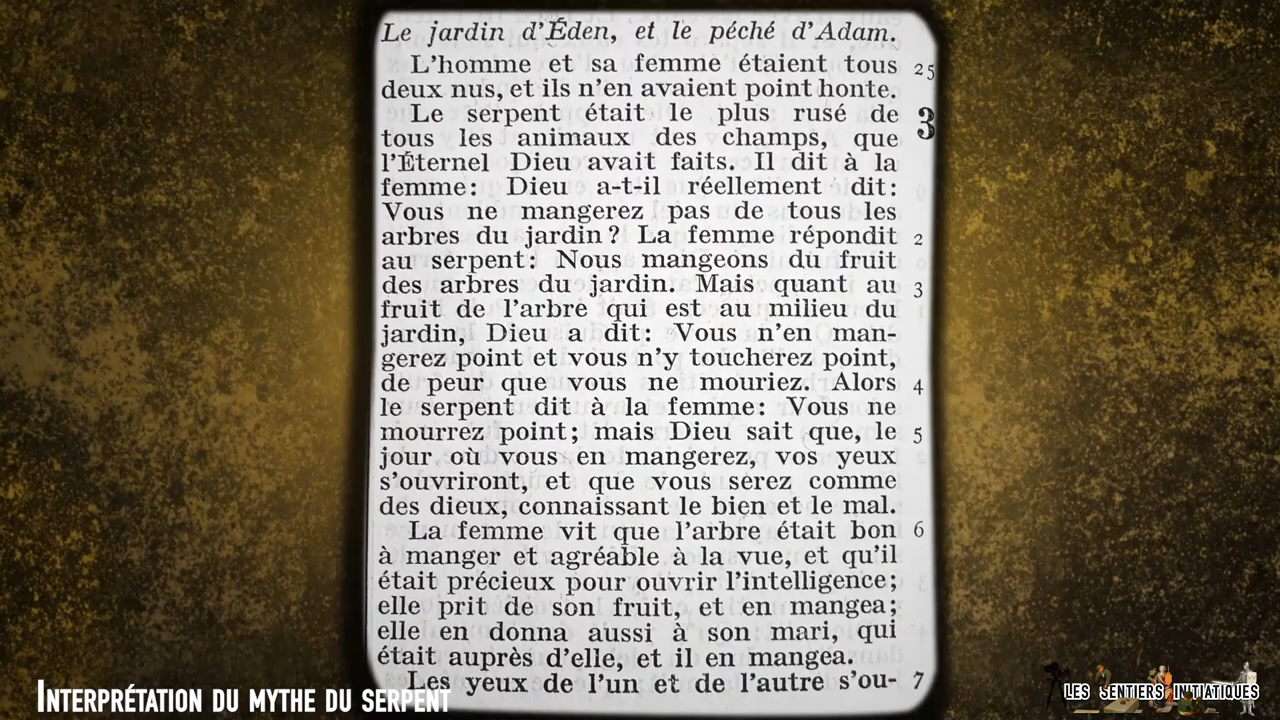 Le jardin d'Éden, et le péché d'Adam.
L'homme et sa femme étaient tous 25
deux nus, et ils n'en avaient point honte.
Le serpent était le plus rusé de 3
tous les animaux des champs, que
l'Éternel Dieu avait faits. Il dit à la
femme: Dieu a-t-il réellement dit:
Vous ne mangerez pas de tous les
arbres du jardin? La femme répondit 2
au serpent: Nous mangeons du fruit
des arbres du jardin. Mais quant au 3
fruit de l'arbre qui est au milieu du
jardin, Dieu a dit: Vous n'en man-
gerez point et vous n'y toucherez point,
de peur que vous ne mouriez. Alors 4
le serpent dit à la femme: Vous ne
mourrez point; mais Dieu sait que, le 5
jour où vous en mangerez, vos yeux
s'ouvriront, et que vous serez comme
des dieux, connaissant le bien et le mal.
La femme vit que l'arbre était bon 6
à manger et agréable à la vue, et qu'il
était précieux pour ouvrir l'intelligence;
elle prit de son fruit, et en mangea;
elle en donna aussi à son mari, qui
était auprès d'elle, et il en mangea.
Les yeux de l'un et de l'autre s'ou- 7
Interprétation du mythe du serpent
Les Sentiers Initiatiques